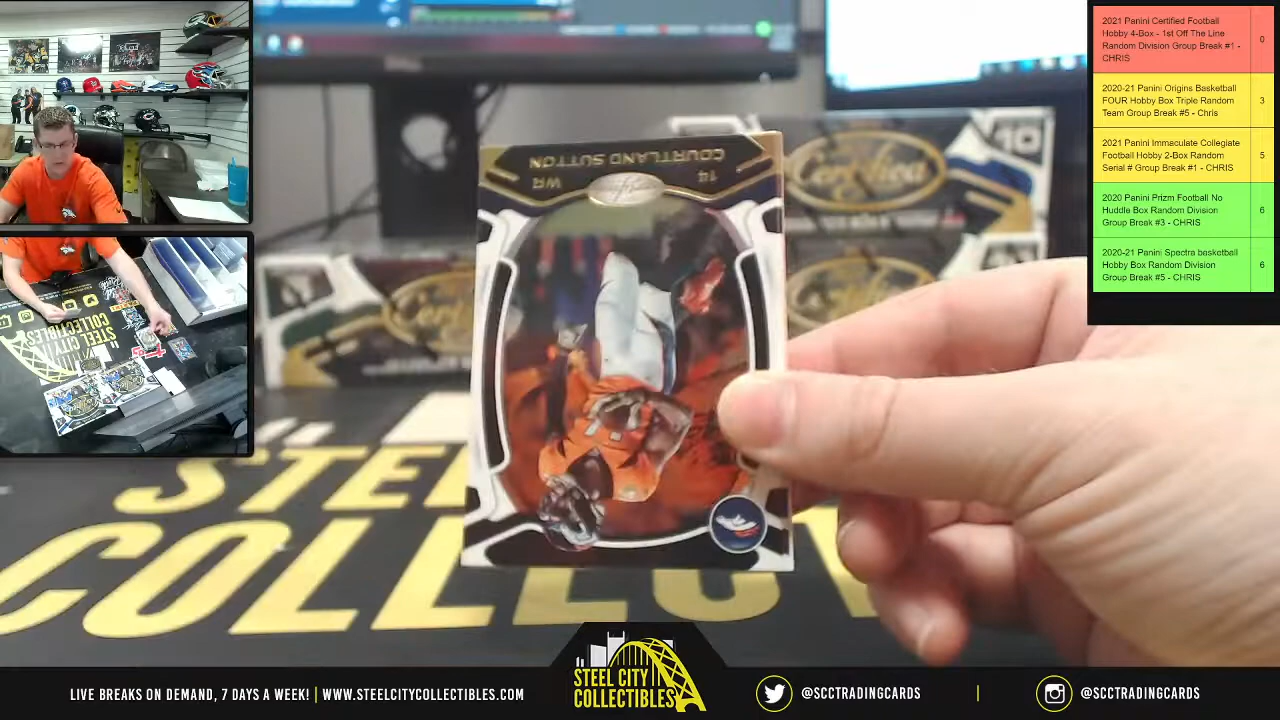 2021 Panini Certified Football
Hobby 4-Box - 1st Off The Line
Random Division Group Break #1 -
CHRIS
0
2020-21 Panini Origins Basketball
FOUR Hobby Box Triple Random
Team Group Break #5 - Chris
3
2021 Panini Immaculate Collegiate
Football Hobby 2-Box Random
Serial # Group Break #1 - CHRIS
5
2020 Prizm Football No
Huddle Box Random Division
Group Break #3 - CHRIS
6
2020-21 Panini Spectra basketball
Hobby Box Random Division
Group Break #5 - CHRIS
6
COURTLAND SUTTON
14
WR
Certified
10
STEEL CITY
COLLECTIBLES
LIVE BREAKS ON DEMAND, 7 DAYS A WEEK! | WWW.STEELCITYCOLLECTIBLES.COM
STEEL CITY
COLLECTIBLES
@SCCTRADINGCARDS | @SCCTRADINGCARDS